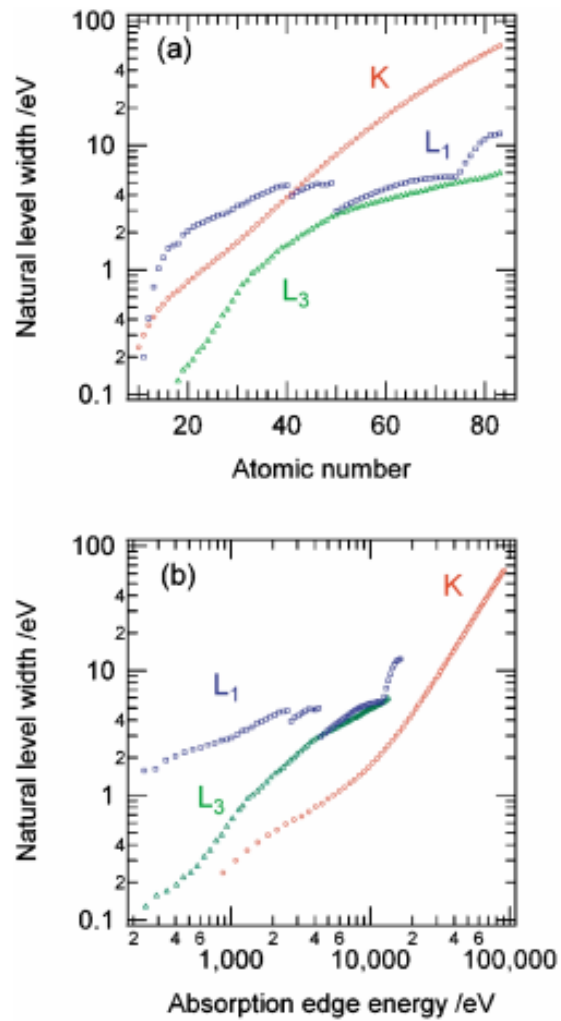 100
(a)
4
K
2
10
L1
4
2
1
L3
4
2
0.1
20 40 60 80
Natural level width /eV
Atomic number
100
(b)
K
4
2
10
L1
4
2
1
L3
4
2
0.1
2 4 6 2 4 6 2 4 6
1,000 10,000 100,000
Natural level width /eV
Absorption edge energy /eV